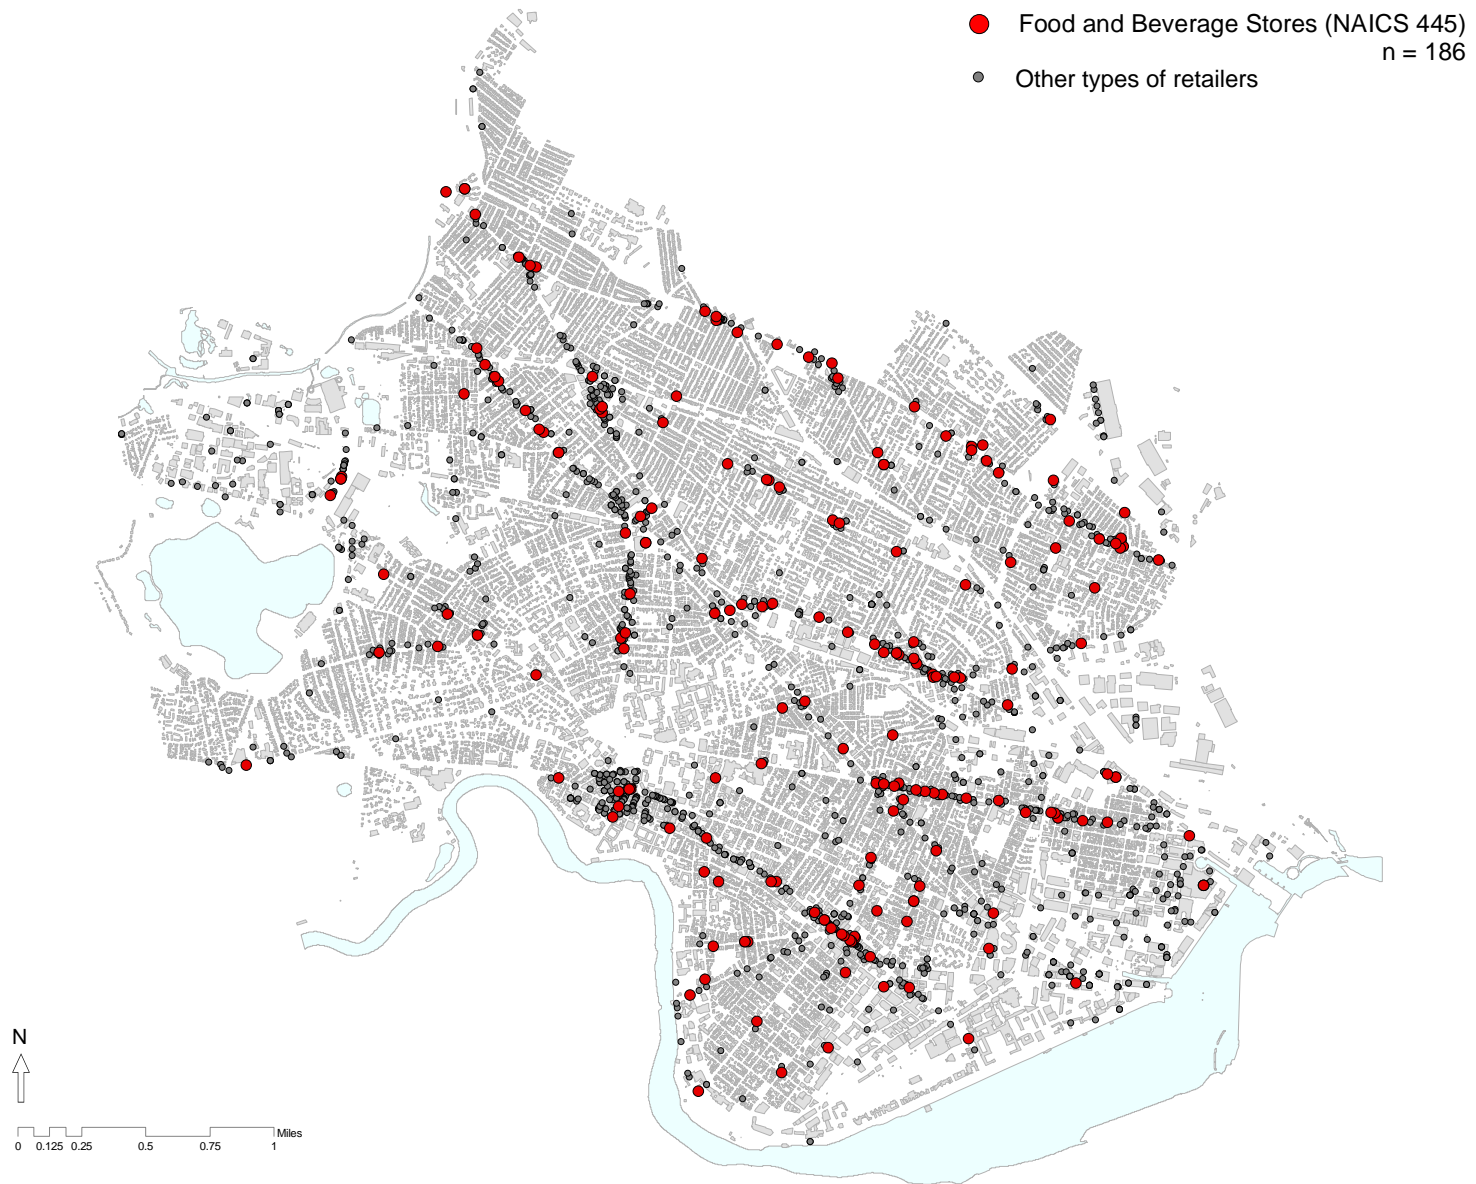 Food and Beverage Stores (NAICS 445)
n = 186
Other types of retailers
N
Miles
0 0.125 0.25 0.5 0.75 1